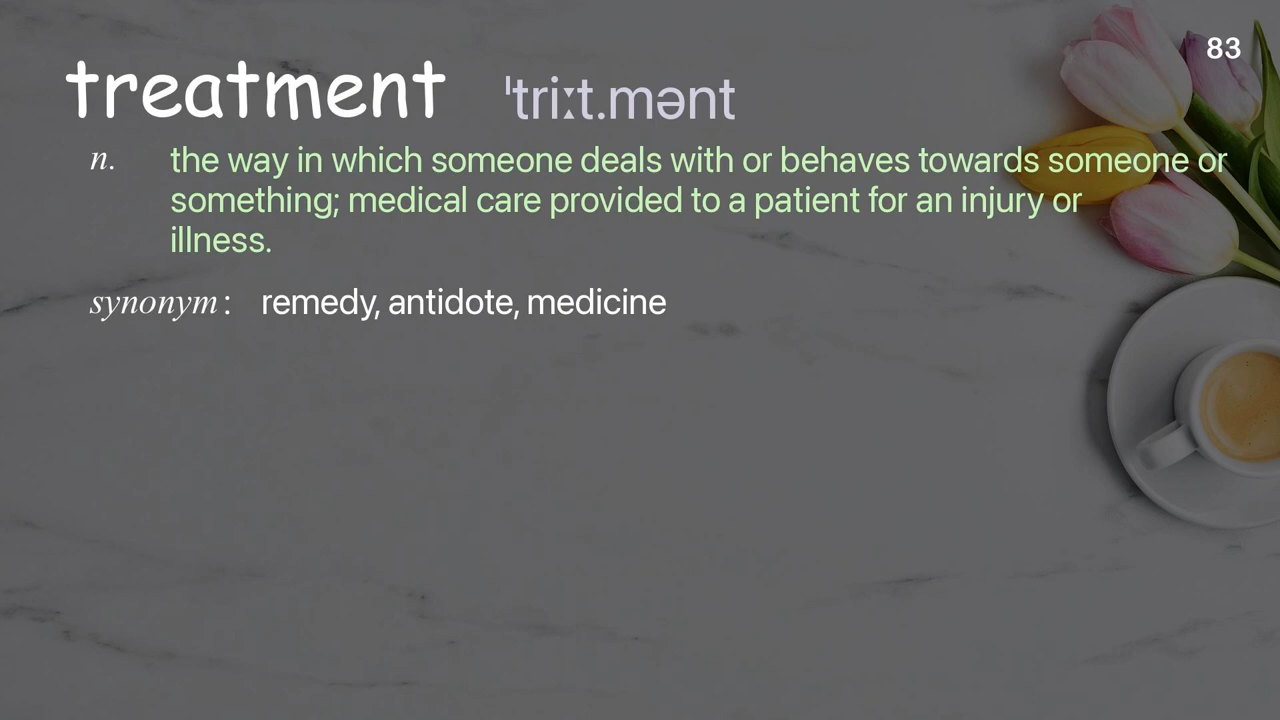 83
treatment ˈtriːt.mənt
n. the way in which someone deals with or behaves towards someone or
something; medical care provided to a patient for an injury or
illness.
synonym : remedy, antidote, medicine